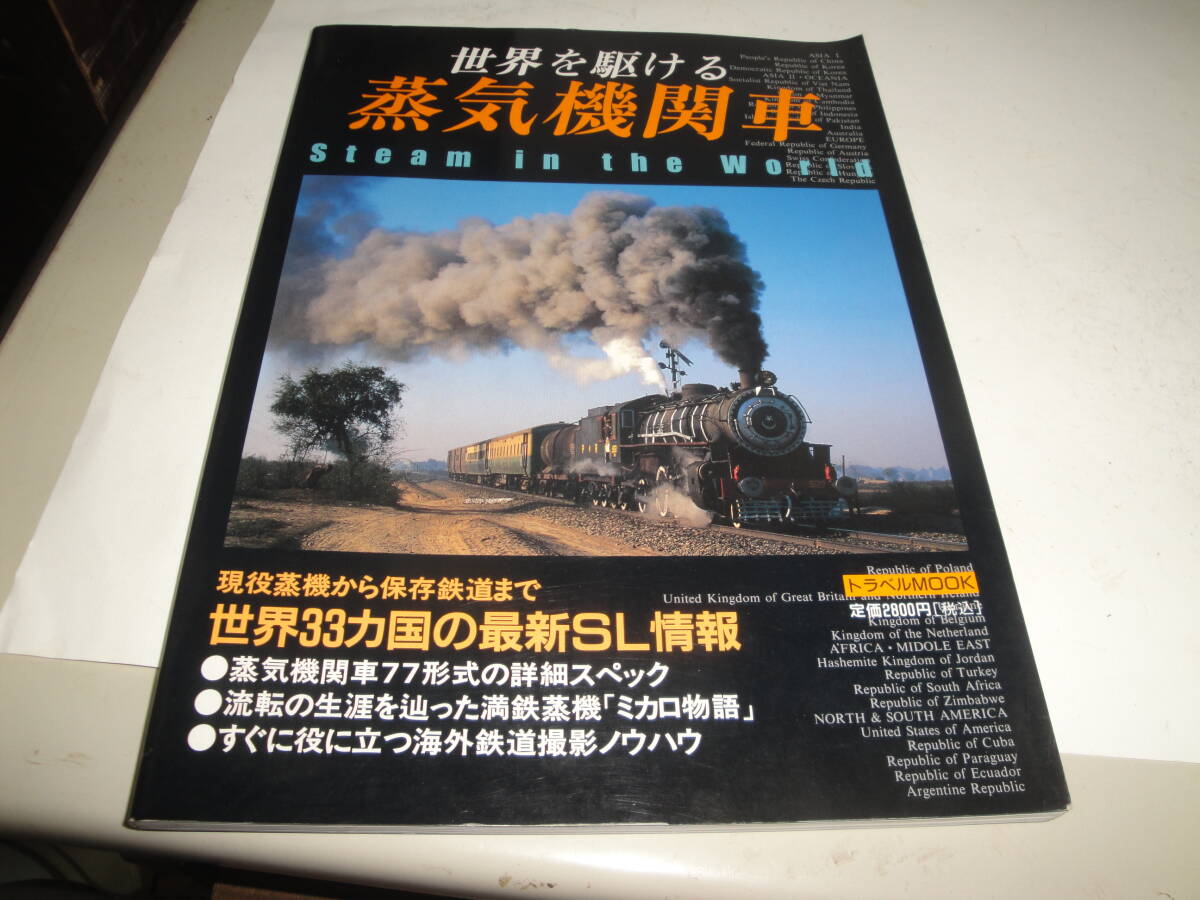 世界を駆ける
蒸気機関車
Steam in the World
ASIA I
People's Republic of China
Republic of Korea
Democratic Republic of Korea
ASIA II・OCEANIA
Socialist Republic of Viet Nam
Kingdom of Thailand
Myanmar
Cambodia
Philippines
of Indonesia
of Pakistan
India
Australia
EUROPE
Federal Republic of Germany
Republic of Austria
Swiss Confederatio
The Czech Republic
現役蒸機から保存鉄道まで
世界33カ国の最新SL情報
●蒸気機関車77形式の詳細スペック
●流転の生涯を辿った満鉄蒸機「ミカロ物語」
●すぐに役に立つ海外鉄道撮影ノウハウ
Republic of Poland
トラベルMOOK
United Kingdom of Great Britain and Northern Ireland
定価2800円[税込]
Kingdom of Belgium
Kingdom of the Netherland
AFRICA・MIDDLE EAST
Hashemite Kingdom of Jordan
Republic of Turkey
Republic of South Africa
Republic of Zimbabwe
NORTH & SOUTH AMERICA
United States of America
Republic of Cuba
Republic of Paraguay
Republic of Ecuador
Argentine Republic